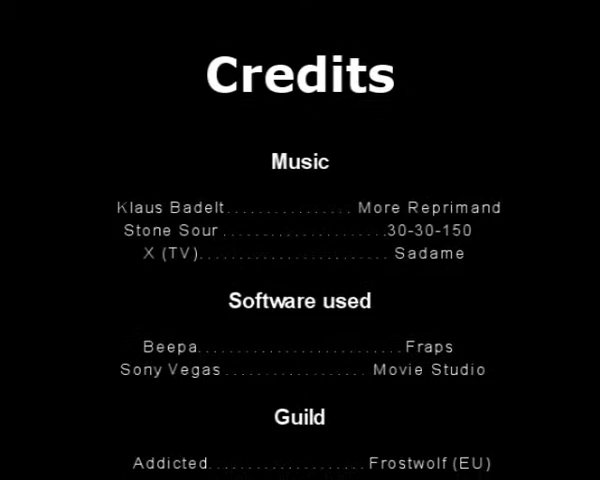 Credits
Music
Klaus Badelt................ More Reprimand
Stone Sour.....................30-30-150
X (TV)........................ Sadame
Software used
Beepa..........................Fraps
Sony Vegas.................. Movie Studio
Guild
Addicted....................Frostwolf (EU)